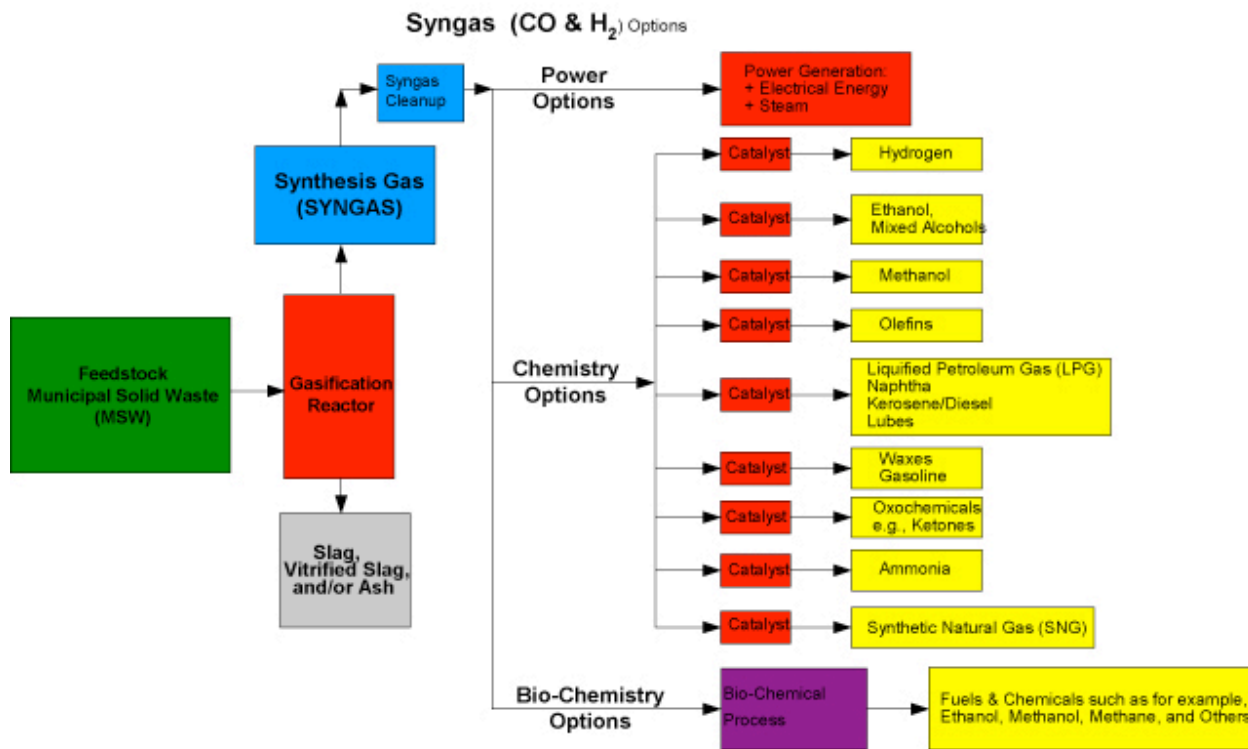 Syngas (CO & H₂) Options
Syngas
Cleanup
Power
Options
Power Generation:
+ Electrical Energy
+ Steam
Synthesis Gas
(SYNGAS)
Catalyst
Hydrogen
Catalyst
Ethanol,
Mixed Alcohols
Catalyst
Methanol
Catalyst
Olefins
Feedstock
Municipal Solid Waste
(MSW)
Gasification
Reactor
Chemistry
Options
Catalyst
Liquified Petroleum Gas (LPG)
Naphtha
Kerosene/Diesel
Lubes
Catalyst
Waxes
Gasoline
Catalyst
Oxochemicals
e.g., Ketones
Slag,
Vitrified Slag,
and/or Ash
Catalyst
Ammonia
Catalyst
Synthetic Natural Gas (SNG)
Bio-Chemistry
Options
Bio-Chemical
Process
Fuels & Chemicals such as for example,
Ethanol, Methanol, Methane, and Others